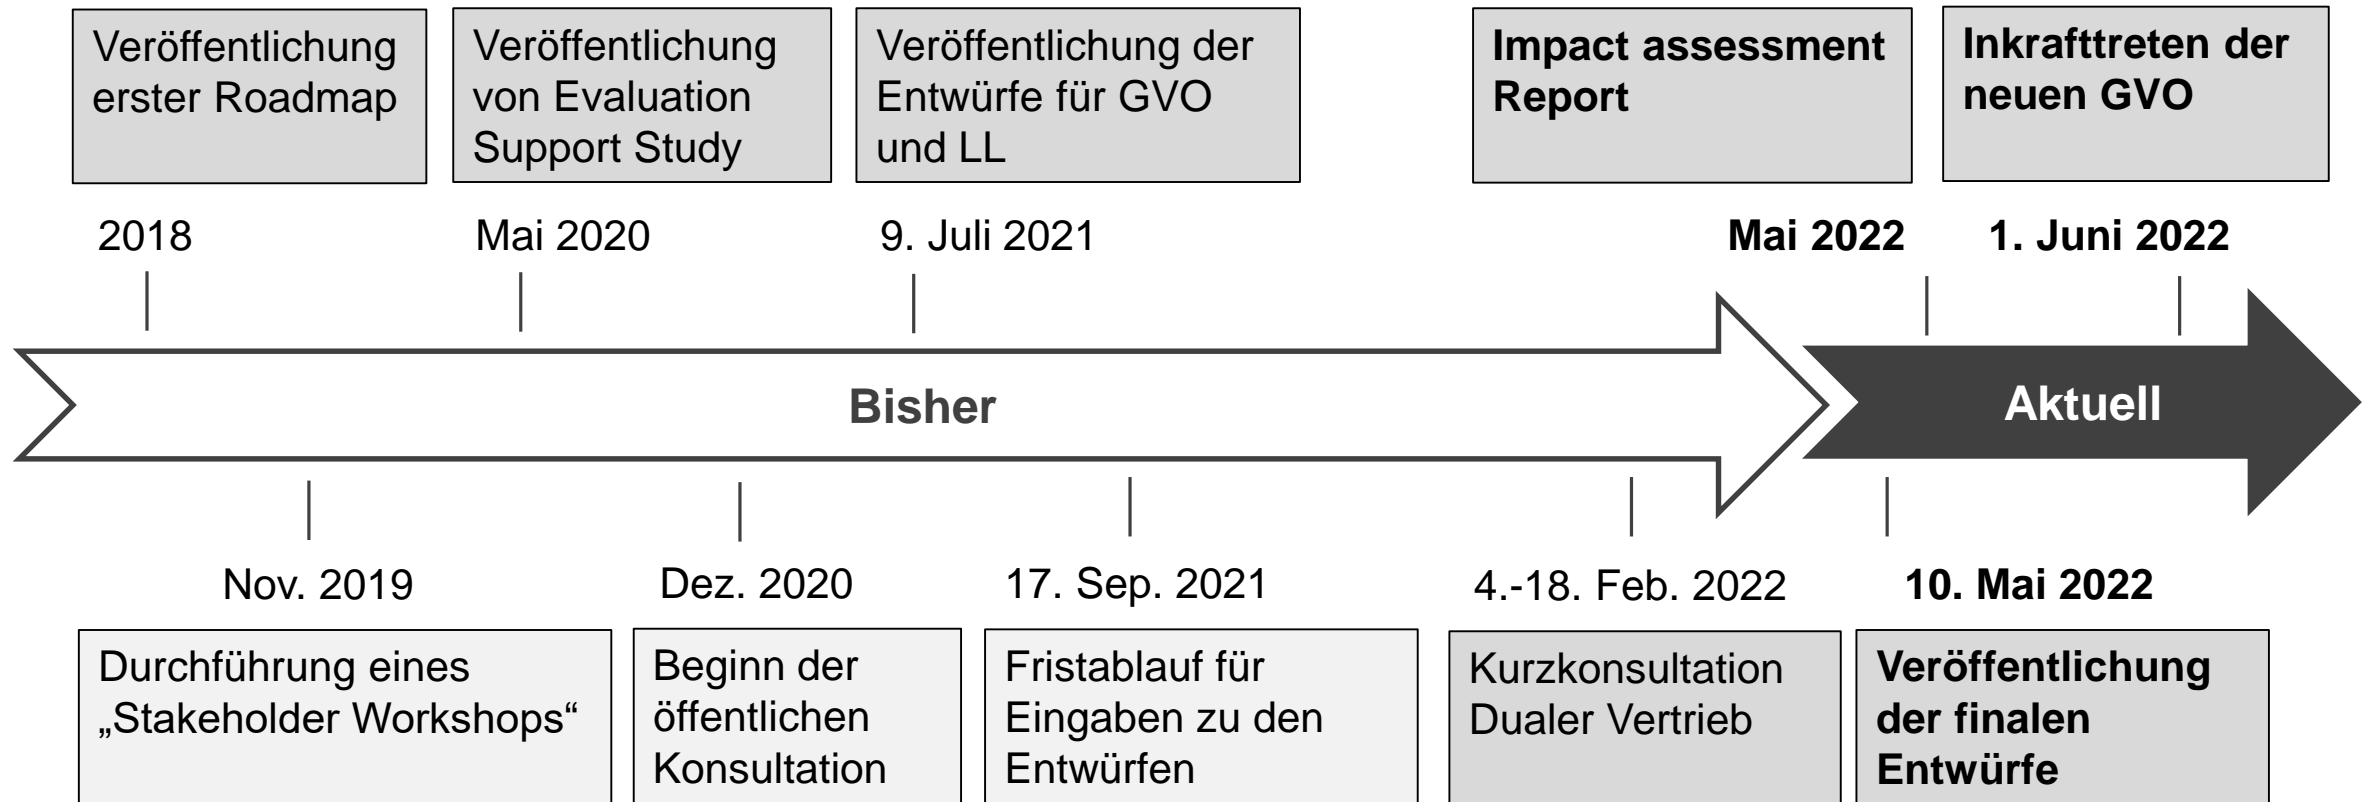 Veröffentlichung
erster Roadmap
Veröffentlichung
von Evaluation
Support Study
Veröffentlichung der
Entwürfe für GVO
und LL
Impact assessment
Report
Inkrafttreten der
neuen GVO
2018
Mai 2020
9. Juli 2021
Mai 2022
1. Juni 2022
Bisher
Aktuell
Nov. 2019
Dez. 2020
17. Sep. 2021
4.-18. Feb. 2022
10. Mai 2022
Durchführung eines
„Stakeholder Workshops“
Beginn der
öffentlichen
Konsultation
Fristablauf für
Eingaben zu den
Entwürfen
Kurzkonsultation
Dualer Vertrieb
Veröffentlichung
der finalen
Entwürfe